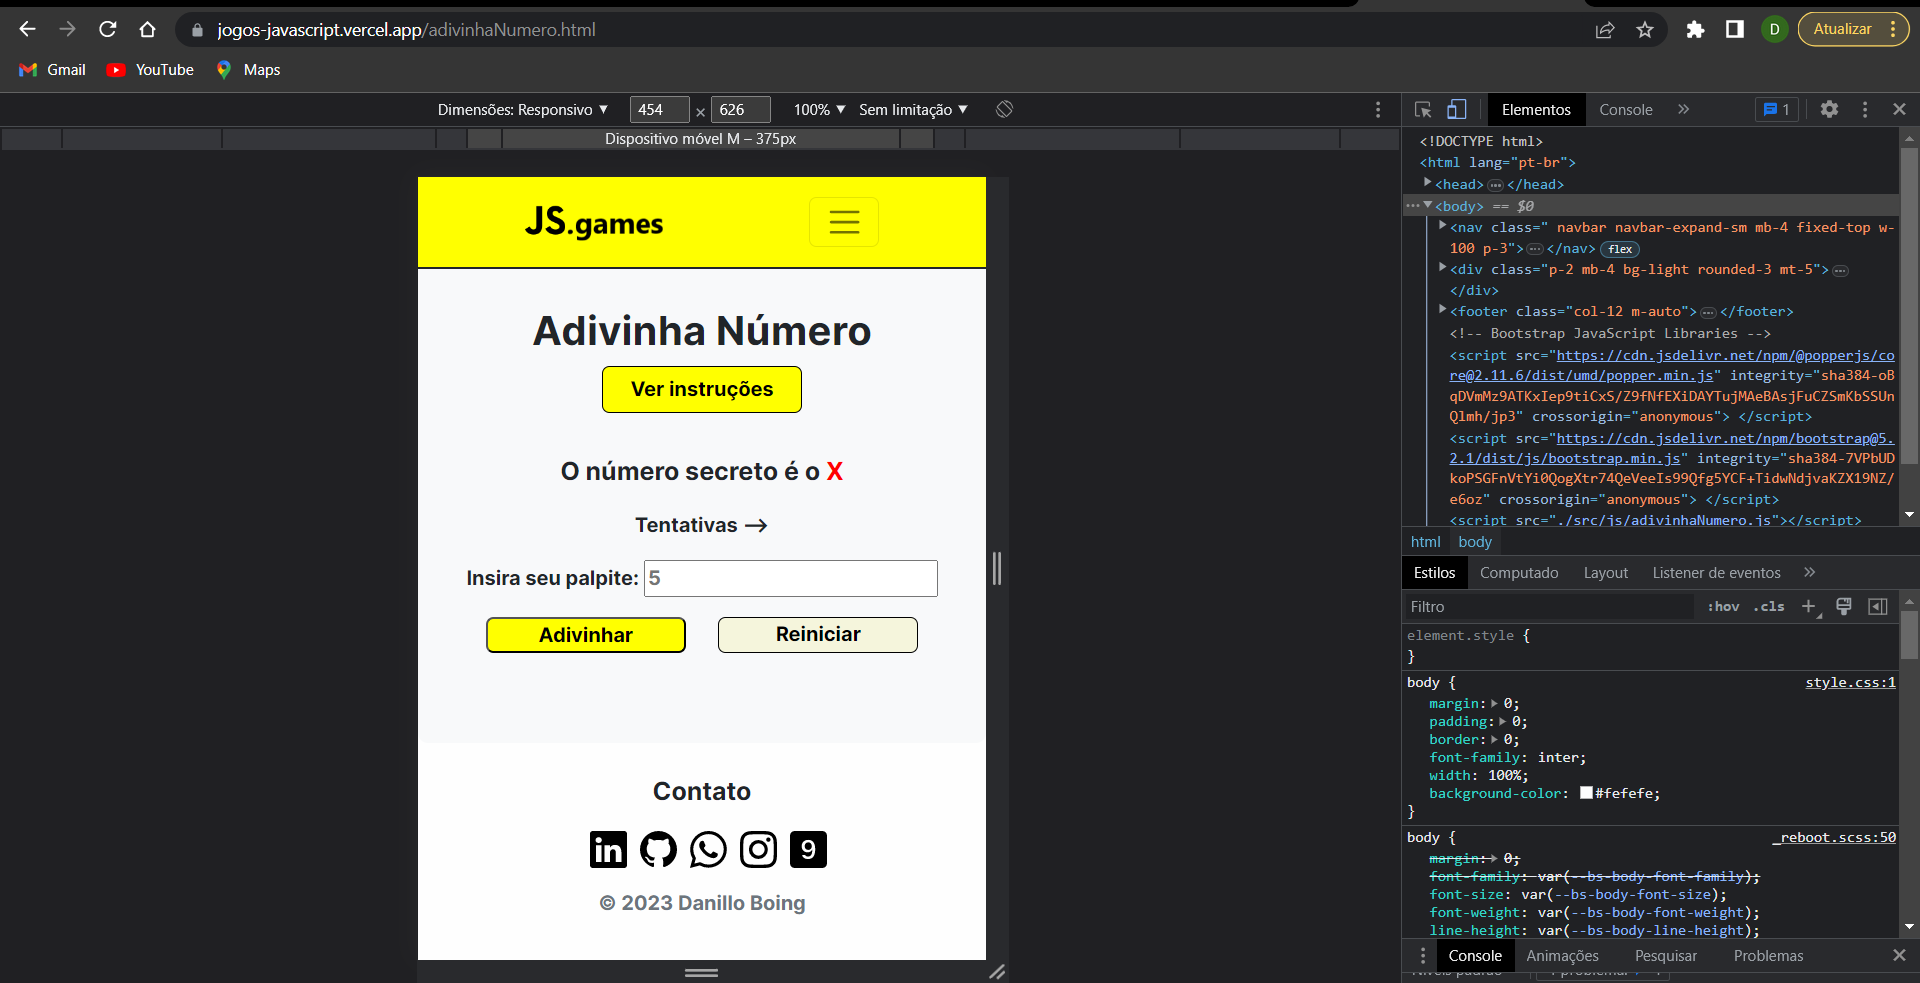 jogos-javascript.vercel.app/adivinhaNumero.html
D
Atualizar
Gmail
YouTube
Maps
Dimensões: Responsivo ▼
454 × 626
100% ▼
Sem limitação ▼
Dispositivo móvel M – 375px
JS.games
Adivinha Número
Ver instruções
O número secreto é o X
Tentativas -->
Insira seu palpite: 5
Adivinhar
Reiniciar
Contato
in
9
© 2023 Danillo Boing
Elementos
Console
»
1
<!DOCTYPE html>
<html lang="pt-br">
<head>…</head>
…<body> == $0
<nav class=" navbar navbar-expand-sm mb-4 fixed-top w-
100 p-3">…</nav> flex
<div class="p-2 mb-4 bg-light rounded-3 mt-5">…
</div>
<footer class="col-12 m-auto">…</footer>
<!-- Bootstrap JavaScript Libraries -->
<script src="https://cdn.jsdelivr.net/npm/@popperjs/co
re@2.11.6/dist/umd/popper.min.js" integrity="sha384-oB
qDVmMz9ATKxIep9tiCxS/Z9fNfEXiDAYTujMAeBAsjFuCZSmKbSSUn
Qlmh/jp3" crossorigin="anonymous"> </script>
<script src="https://cdn.jsdelivr.net/npm/bootstrap@5.
2.1/dist/js/bootstrap.min.js" integrity="sha384-7VPbUD
koPSGFnVtYi0QogXtr74QeVeeIs99Qfg5YCF+TidwNdjvaKZX19NZ/
e6oz" crossorigin="anonymous"> </script>
<script src="./src/js/adivinhaNumero.js"></script>
html
body
Estilos
Computado
Layout
Listener de eventos
»
Filtro
:hov
.cls
+
element.style {
}
body {
style.css:1
margin: 0;
padding: 0;
border: 0;
font-family: inter;
width: 100%;
background-color: #fefefe;
}
body {
_reboot.scss:50
margin: 0;
font-family: var(--bs-body-font-family);
font-size: var(--bs-body-font-size);
font-weight: var(--bs-body-font-weight);
line-height: var(--bs-body-line-height);
Console
Animações
Pesquisar
Problemas